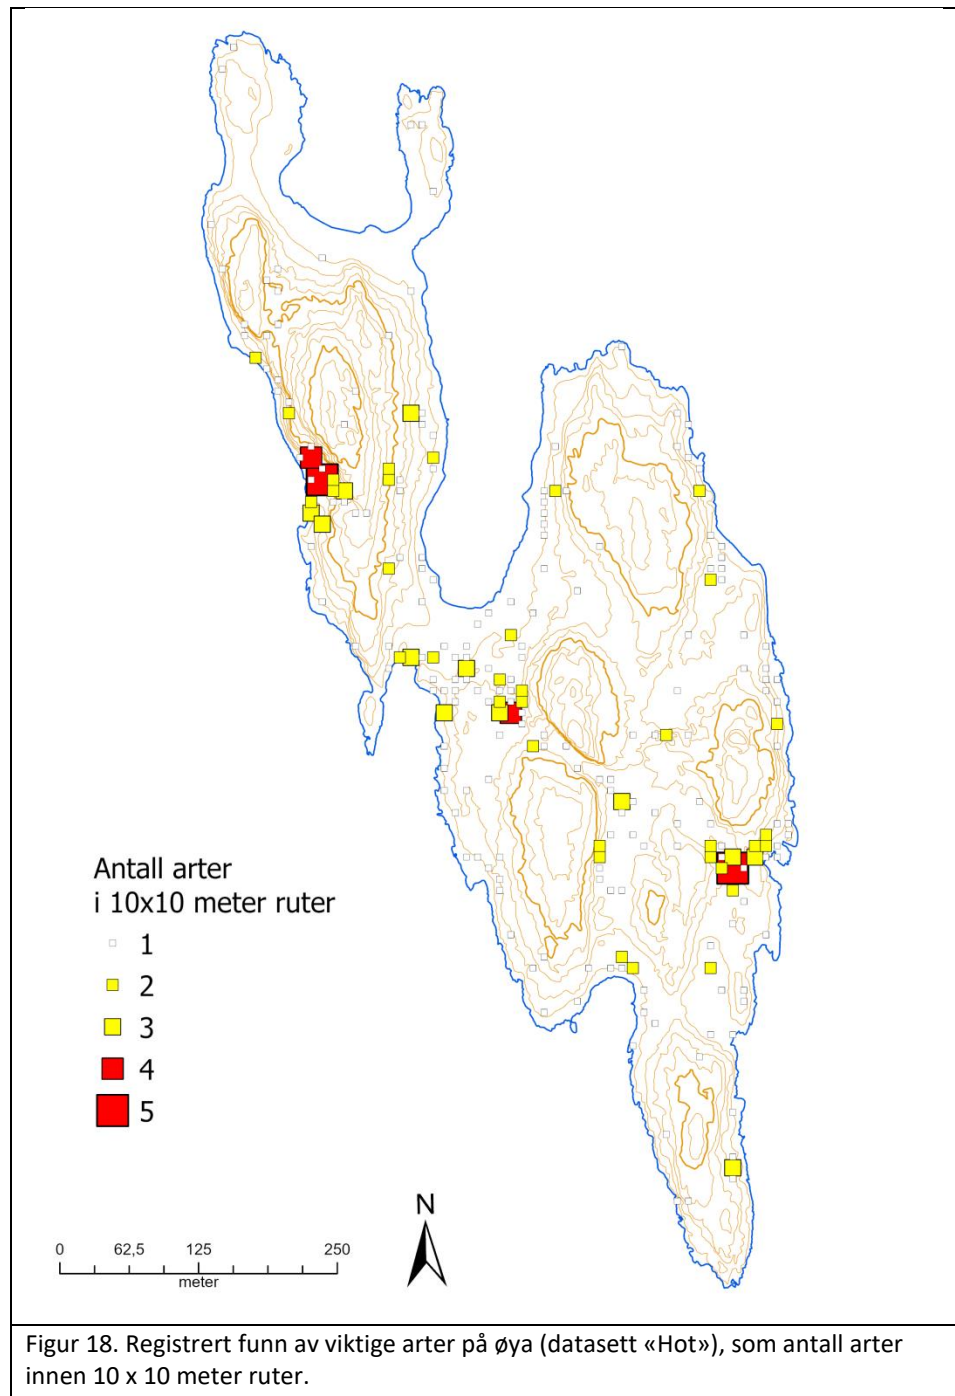 Antall arter
i 10x10 meter ruter
1
2
3
4
5
N
0 62,5 125 250
meter
Figur 18. Registrert funn av viktige arter på øya (datasett «Hot»), som antall arter
innen 10 x 10 meter ruter.